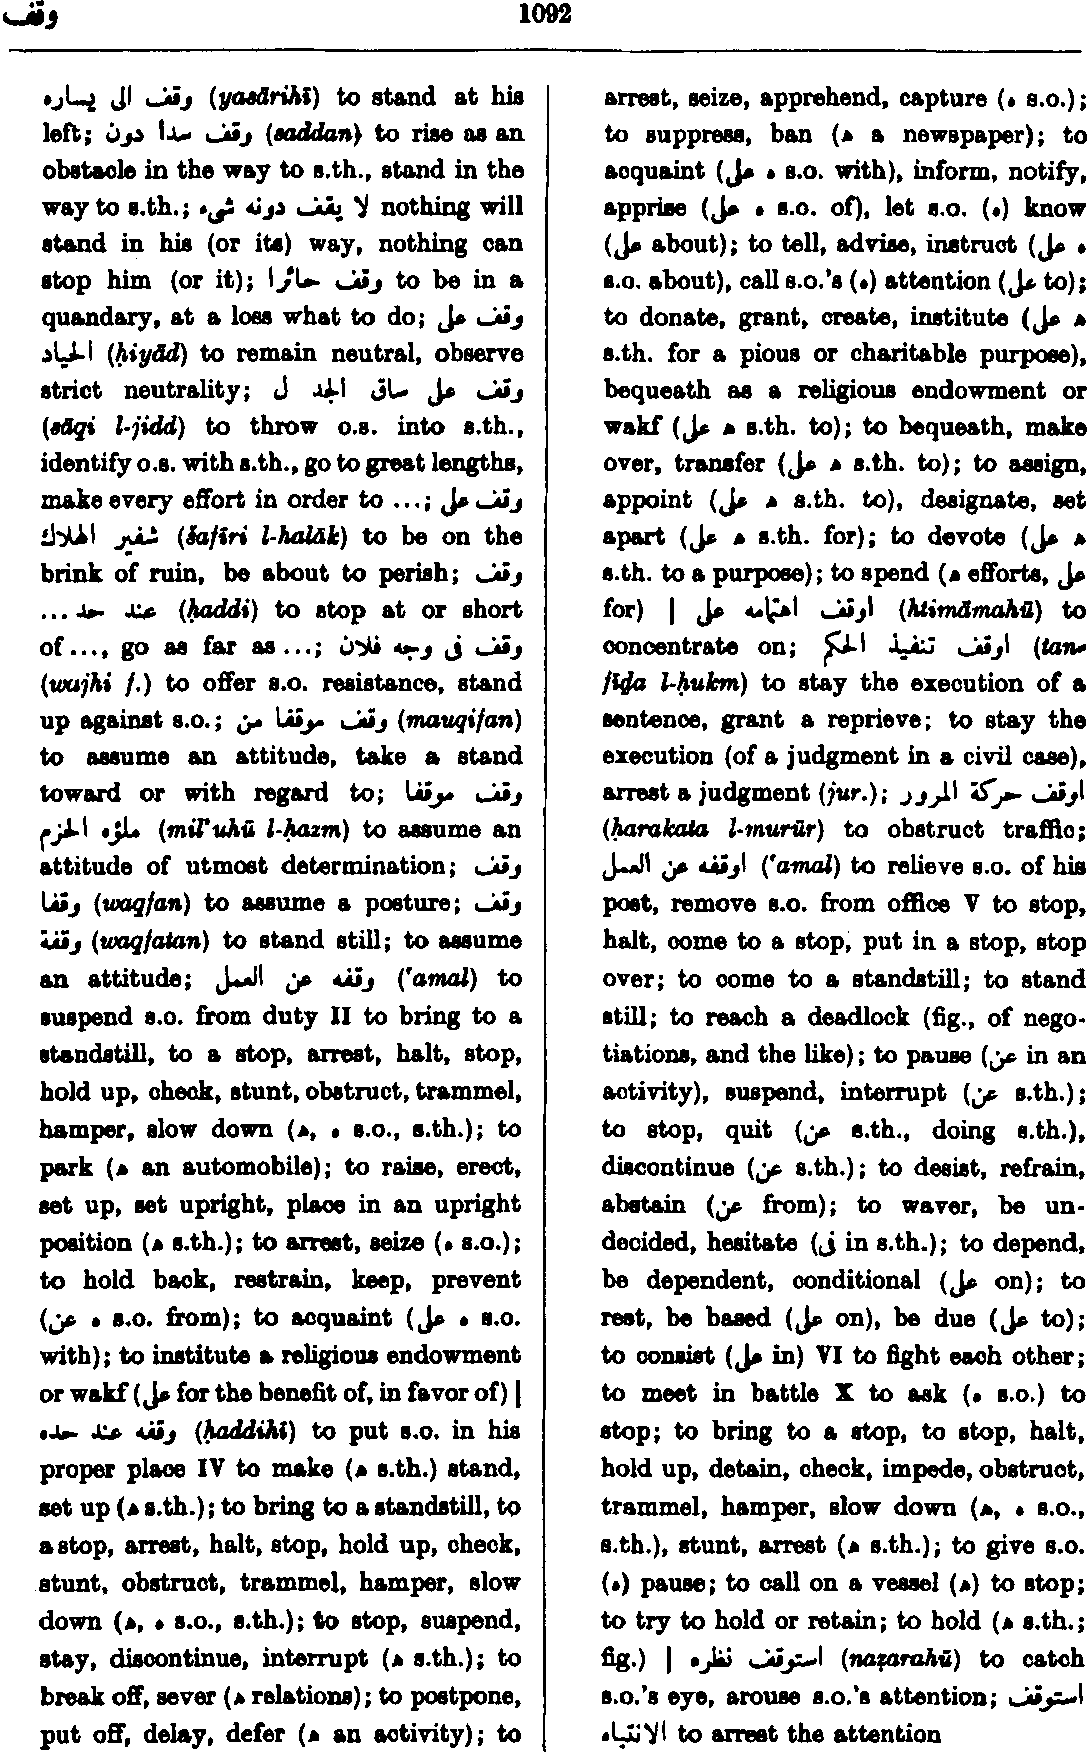 وقف 1092
وقف الى يساره (yasārihī) to stand at his
left; وقف سدا دون (saddan) to rise as an
obstacle in the way to s.th., stand in the
way to s.th.; لا يقف دونه شىء nothing will
stand in his (or its) way, nothing can
stop him (or it); وقف حائرا to be in a
quandary, at a loss what to do; وقف على
الحياد (ḥiyād) to remain neutral, observe
strict neutrality; وقف على ساق الجد ل
(sāqi l-jidd) to throw o.s. into s.th.,
identify o.s. with s.th., go to great lengths,
make every effort in order to ...; وقف على
شفير الهلاك (šafīri l-halāk) to be on the
brink of ruin, be about to perish; وقف
عند حد ... (ḥaddi) to stop at or short
of ..., go as far as ...; وقف فى وجه فلان
(wajhi f.) to offer s.o. resistance, stand
up against s.o.; وقف موقفا من (mauqifan)
to assume an attitude, take a stand
toward or with regard to; وقف موقفا
ملؤه الحزم (mil'uhū l-ḥazm) to assume an
attitude of utmost determination; وقف
وقفا (waqfan) to assume a posture; وقف
وقفة (waqfatan) to stand still; to assume
an attitude; وقفه عن العمل (ʻamal) to
suspend s.o. from duty II to bring to a
standstill, to a stop, arrest, halt, stop,
hold up, check, stunt, obstruct, trammel,
hamper, slow down (ھ, ه s.o., s.th.); to
park (ھ an automobile); to raise, erect,
set up, set upright, place in an upright
position (ھ s.th.); to arrest, seize (ه s.o.);
to hold back, restrain, keep, prevent
(عن ه s.o. from); to acquaint (على ه s.o.
with); to institute a religious endowment
or wakf (على for the benefit of, in favor of) |
وقفه عند حده (ḥaddihī) to put s.o. in his
proper place IV to make (ھ s.th.) stand,
set up (ھ s.th.); to bring to a standstill, to
a stop, arrest, halt, stop, hold up, check,
stunt, obstruct, trammel, hamper, slow
down (ھ, ه s.o., s.th.); to stop, suspend,
stay, discontinue, interrupt (ھ s.th.); to
break off, sever (ھ relations); to postpone,
put off, delay, defer (ھ an activity); to
arrest, seize, apprehend, capture (ه s.o.);
to suppress, ban (ھ a newspaper); to
acquaint (على ه s.o. with), inform, notify,
apprise (على ه s.o. of), let s.o. (ه) know
(على about); to tell, advise, instruct (على ه
s.o. about), call s.o.'s (ه) attention (على to);
to donate, grant, create, institute (على ھ
s.th. for a pious or charitable purpose),
bequeath as a religious endowment or
wakf (على ھ s.th. to); to bequeath, make
over, transfer (على ھ s.th. to); to assign,
appoint (على ھ s.th. to), designate, set
apart (على ھ s.th. for); to devote (على ھ
s.th. to a purpose); to spend (ھ efforts, على
for) | اوقف اهتمامه على (htimāmahū) to
concentrate on; اوقف تنفيذ الحكم (tan-
fīḏa l-ḥukm) to stay the execution of a
sentence, grant a reprieve; to stay the
execution (of a judgment in a civil case),
arrest a judgment (jur.); اوقف حركة المرور
(ḥarakata l-murūr) to obstruct traffic;
اوقفه عن العمل (ʻamal) to relieve s.o. of his
post, remove s.o. from office V to stop,
halt, come to a stop, put in a stop, stop
over; to come to a standstill; to stand
still; to reach a deadlock (fig., of nego-
tiations, and the like); to pause (عن in an
activity), suspend, interrupt (عن s.th.);
to stop, quit (عن s.th., doing s.th.),
discontinue (عن s.th.); to desist, refrain,
abstain (عن from); to waver, be un-
decided, hesitate (فى in s.th.); to depend,
be dependent, conditional (على on); to
rest, be based (على on), be due (على to);
to consist (على in) VI to fight each other;
to meet in battle X to ask (ه s.o.) to
stop; to bring to a stop, to stop, halt,
hold up, detain, check, impede, obstruct,
trammel, hamper, slow down (ھ, ه s.o.,
s.th.), stunt, arrest (ھ s.th.); to give s.o.
(ه) pause; to call on a vessel (ھ) to stop;
to try to hold or retain; to hold (ھ s.th.;
fig.) | استوقف نظره (naẓarahū) to catch
s.o.'s eye, arouse s.o.'s attention; استوقف
الانتباه to arrest the attention